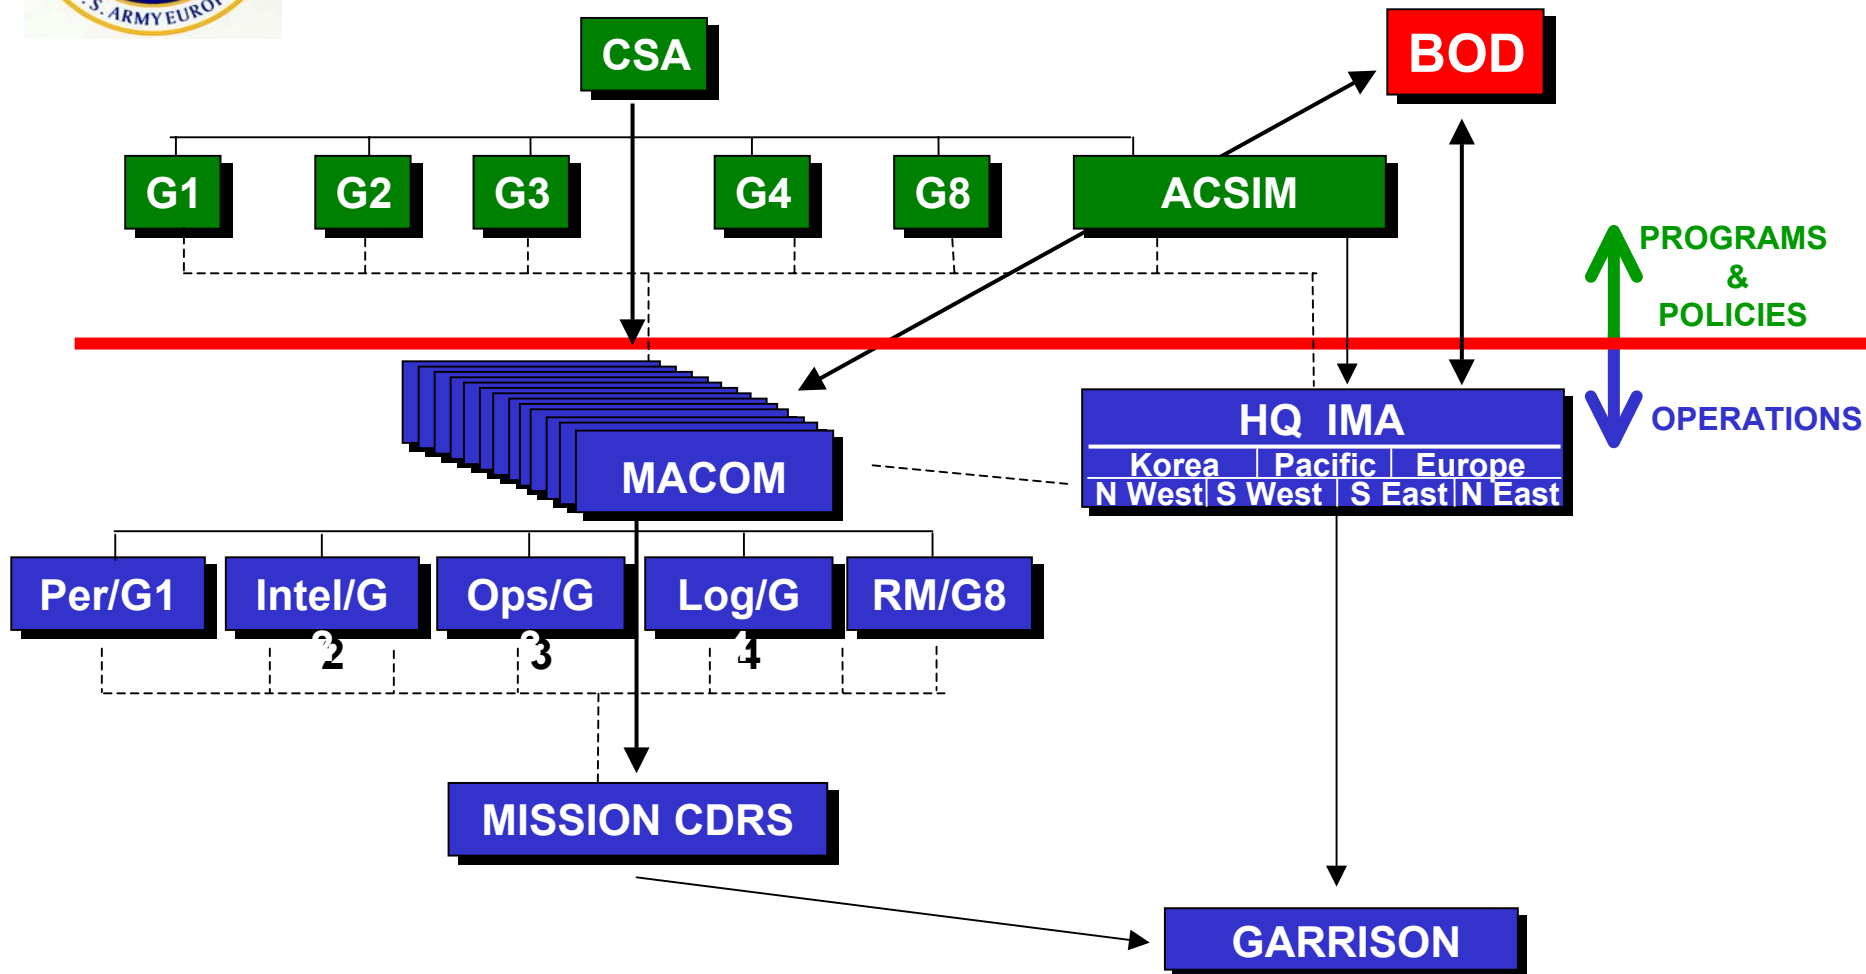 S. ARMY EURO
CSA
BOD
G1
G2
G3
G4
G8
ACSIM
PROGRAMS
&
POLICIES
OPERATIONS
HQ IMA
Korea Pacific Europe
N West S West S East N East
MACOM
Per/G1
Intel/G
2
Ops/G
3
Log/G
4
RM/G8
MISSION CDRS
GARRISON